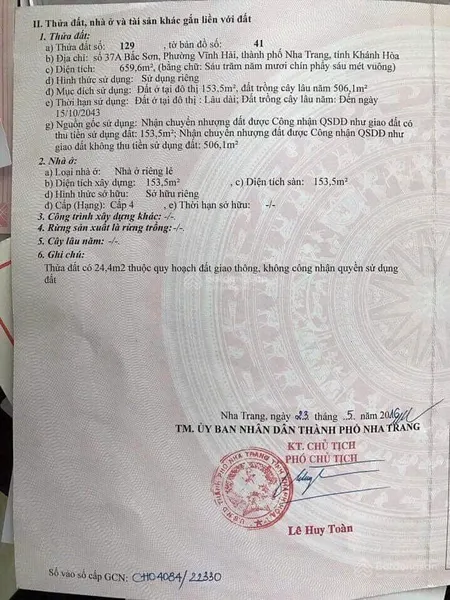 II. Thửa đất, nhà ở và tài sản khác gắn liền với đất
1. Thửa đất:
a) Thửa đất số: 129 , tờ bản đồ số: 41
b) Địa chỉ: số 37A Bắc Sơn, Phường Vĩnh Hải, thành phố Nha Trang, tỉnh Khánh Hòa
c) Diện tích: 659,6m², (bằng chữ: Sáu trăm năm mươi chín phẩy sáu mét vuông)
d) Hình thức sử dụng: Sử dụng riêng
đ) Mục đích sử dụng: Đất ở tại đô thị 153,5m², đất trồng cây lâu năm 506,1m²
e) Thời hạn sử dụng: Đất ở tại đô thị : Lâu dài; Đất trồng cây lâu năm: Đến ngày
15/10/2043
g) Nguồn gốc sử dụng: Nhận chuyển nhượng đất được Công nhận QSDĐ như giao đất có
thu tiền sử dụng đất: 153,5m²; Nhận chuyển nhượng đất được Công nhận QSDĐ như
giao đất không thu tiền sử dụng đất: 506,1m²
2. Nhà ở:
a) Loại nhà ở: Nhà ở riêng lẻ
b) Diện tích xây dựng: 153,5m² , c) Diện tích sàn: 153,5m²
d) Hình thức sở hữu: Sở hữu riêng
đ) Cấp (Hạng): Cấp 4 , e) Thời hạn sở hữu: -/-
3. Công trình xây dựng khác: -/-.
4. Rừng sản xuất là rừng trồng: -/-.
5. Cây lâu năm: -/-.
6. Ghi chú:
Thửa đất có 24,4m2 thuộc quy hoạch đất giao thông, không công nhận quyền sử dụng
đất
Nha Trang, ngày 23 tháng .5. năm 2016
TM. ỦY BAN NHÂN DÂN THÀNH PHỐ NHA TRANG
KT. CHỦ TỊCH
PHÓ CHỦ TỊCH
Lê Huy Toàn
Số vào sổ cấp GCN: CH04084/22330